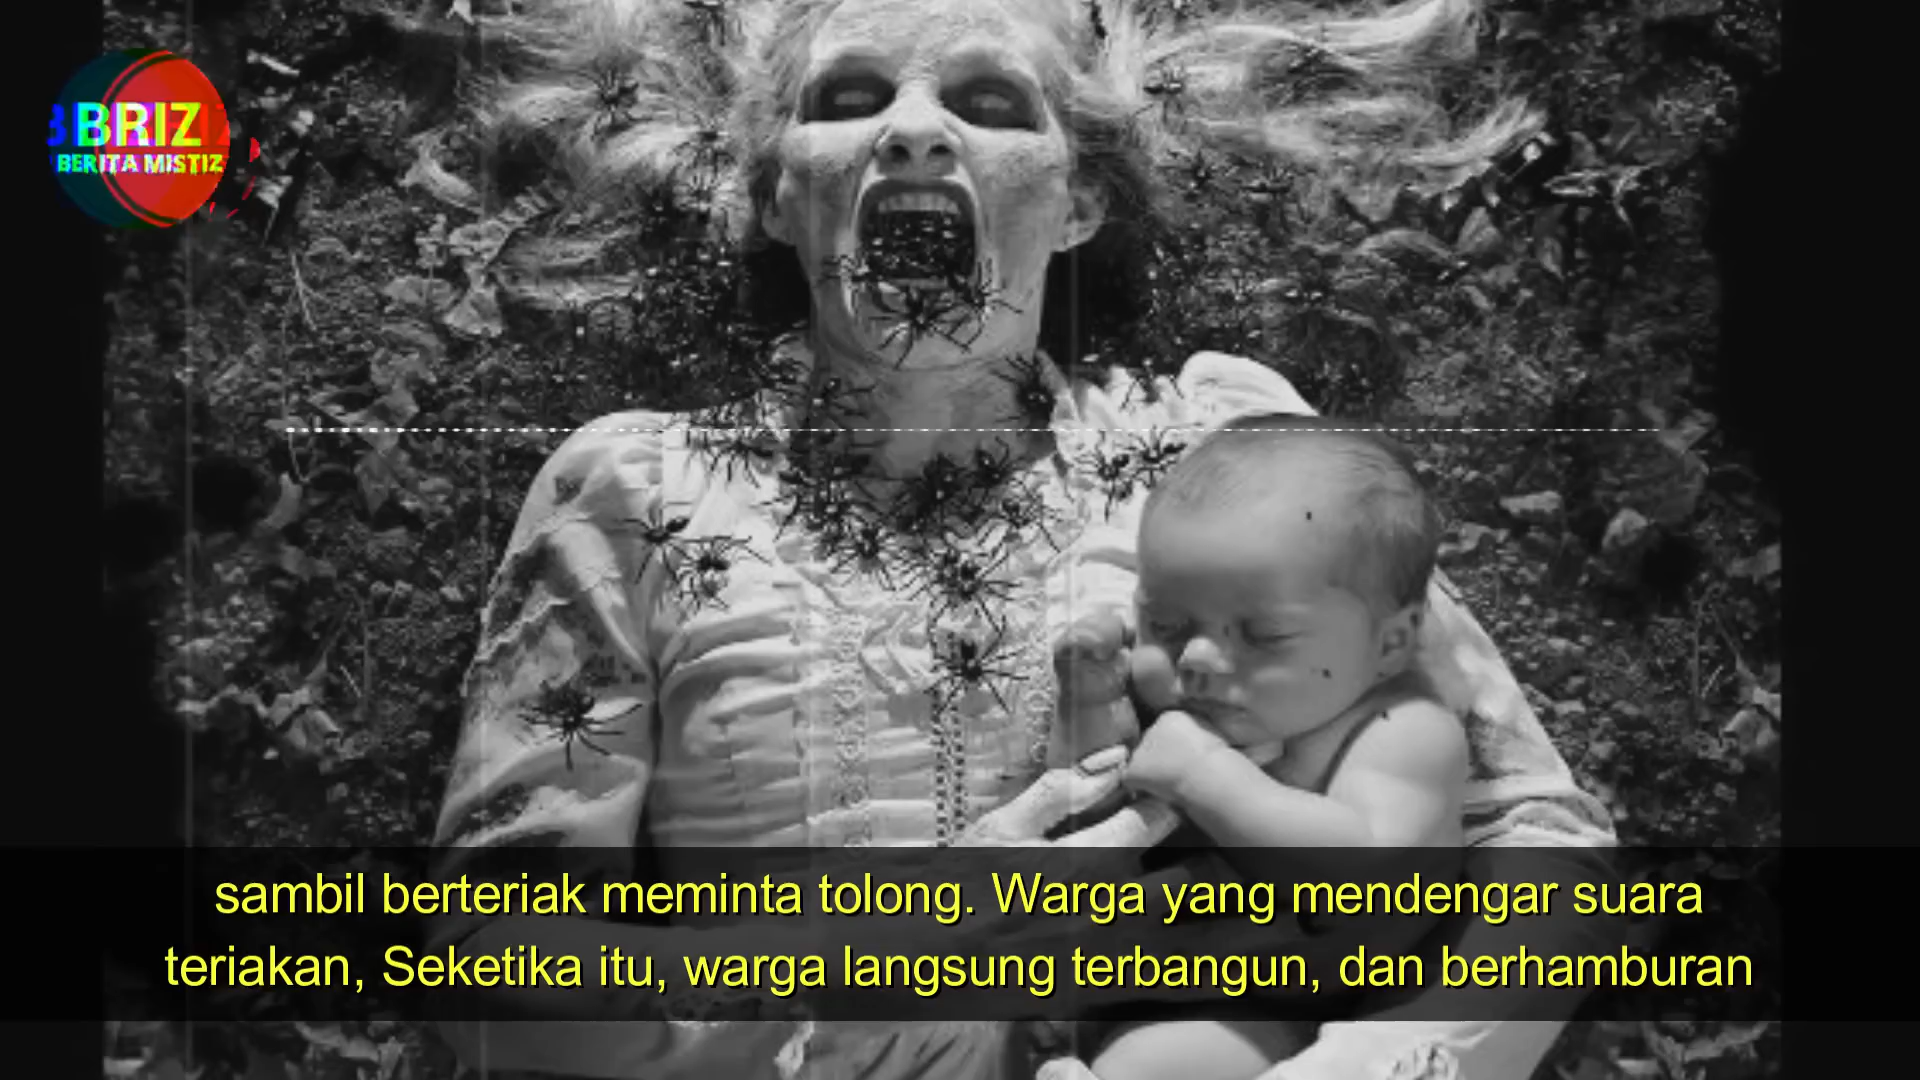 BRIZ
BERITA MISTIZ
sambil berteriak meminta tolong. Warga yang mendengar suara
teriakan, Seketika itu, warga langsung terbangun, dan berhamburan